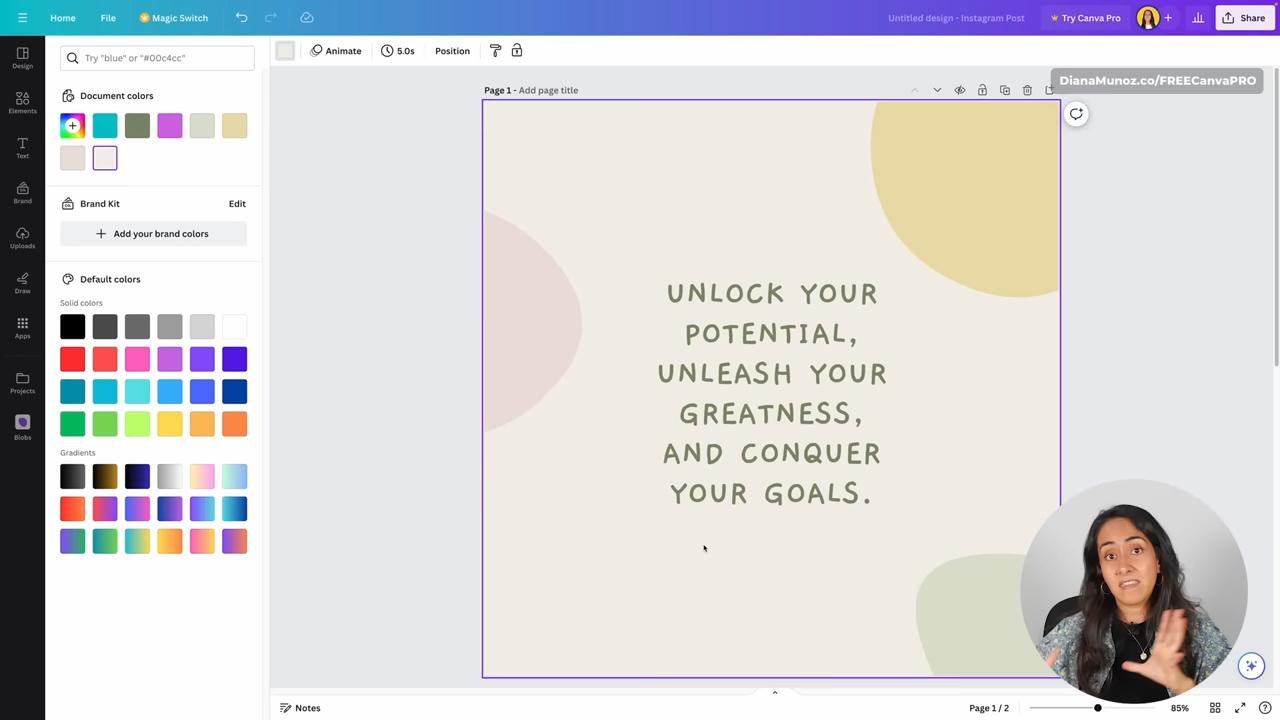 Home File Magic Switch Untitled design - Instagram Post Try Canva Pro Share
Try "blue" or "#00c4cc" Animate 5.0s Position
DianaMunoz.co/FREECanvaPRO
Page 1 - Add page title
Document colors
Design
Elements
Text
Brand
Uploads
Draw
Apps
Projects
Blobs
Brand Kit Edit
Add your brand colors
Default colors
Solid colors
Gradients
UNLOCK YOUR
POTENTIAL,
UNLEASH YOUR
GREATNESS,
AND CONQUER
YOUR GOALS.
Notes Page 1 / 2 85%